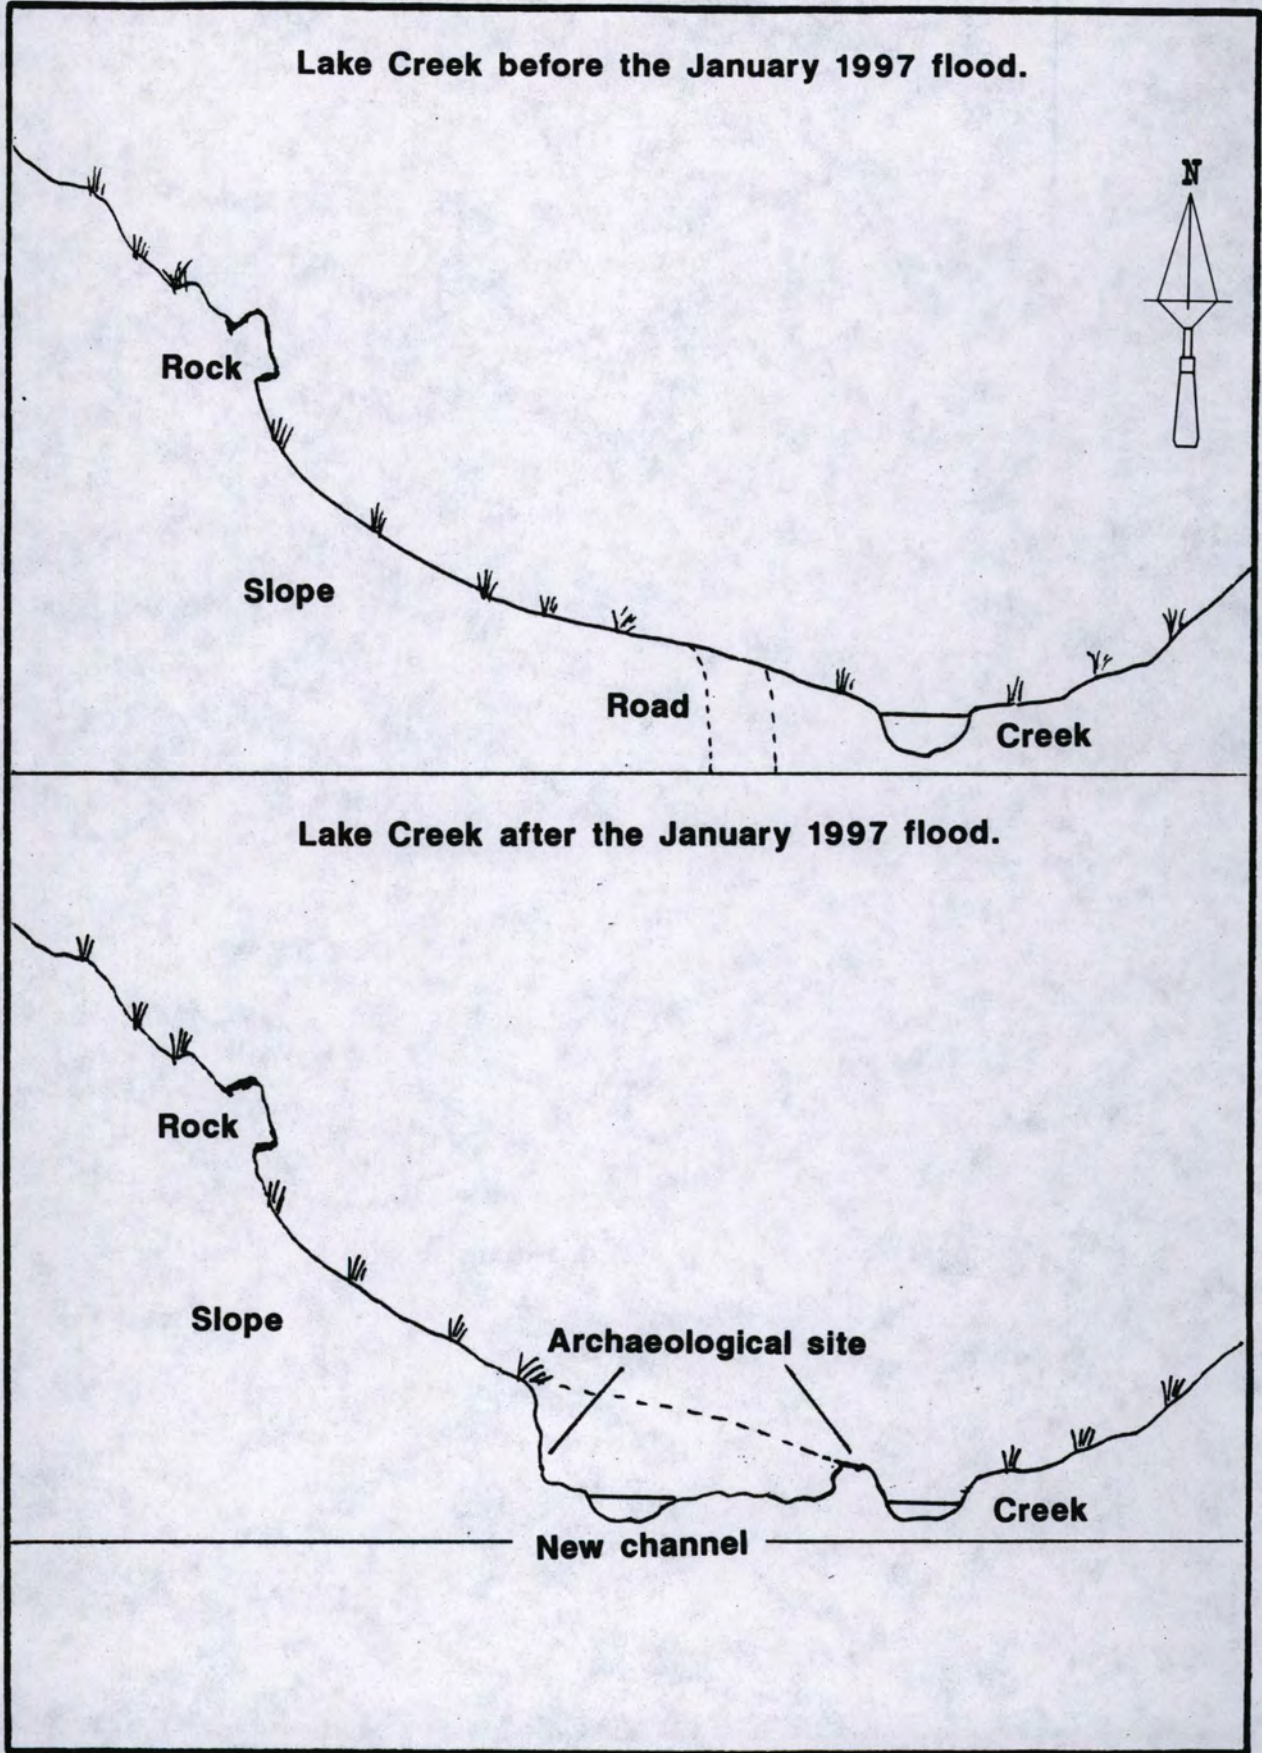 Lake Creek before the January 1997 flood.
N
Rock
Slope
Road
Creek
Lake Creek after the January 1997 flood.
Rock
Slope
Archaeological site
Creek
New channel